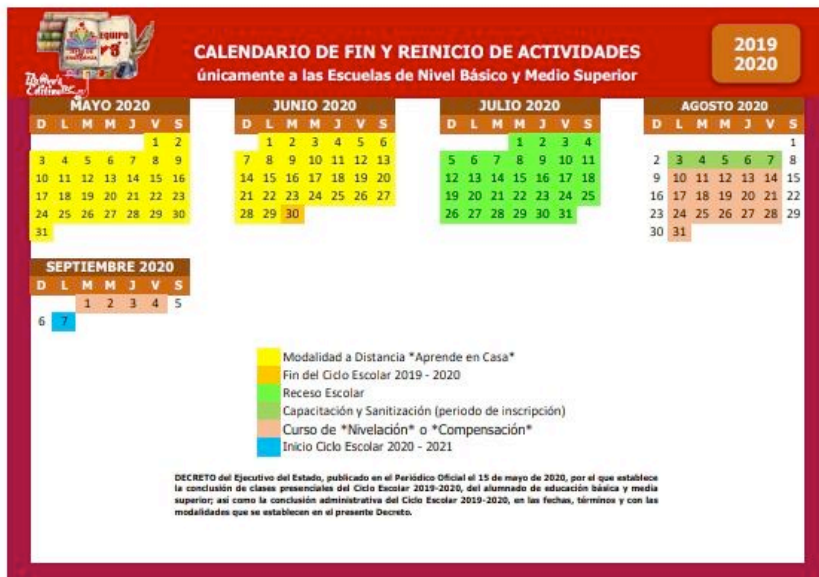 EQUIPO
"3"
CALENDARIO DE FIN Y REINICIO DE ACTIVIDADES
únicamente a las Escuelas de Nivel Básico y Medio Superior
2019
2020
MAYO 2020
D L M M J V S
1 2
3 4 5 6 7 8 9
10 11 12 13 14 15 16
17 18 19 20 21 22 23
24 25 26 27 28 29 30
31
JUNIO 2020
D L M M J V S
1 2 3 4 5 6
7 8 9 10 11 12 13
14 15 16 17 18 19 20
21 22 23 24 25 26 27
28 29 30
JULIO 2020
D L M M J V S
1 2 3 4
5 6 7 8 9 10 11
12 13 14 15 16 17 18
19 20 21 22 23 24 25
26 27 28 29 30 31
AGOSTO 2020
D L M M J V S
1
2 3 4 5 6 7 8
9 10 11 12 13 14 15
16 17 18 19 20 21 22
23 24 25 26 27 28 29
30 31
SEPTIEMBRE 2020
D L M M J V S
1 2 3 4 5
6 7
Modalidad a Distancia *Aprende en Casa*
Fin del Ciclo Escolar 2019 - 2020
Receso Escolar
Capacitación y Sanitización (periodo de inscripción)
Curso de *Nivelación* o *Compensación*
Inicio Ciclo Escolar 2020 - 2021
DECRETO del Ejecutivo del Estado, publicado en el Periódico Oficial el 15 de mayo de 2020, por el que establece
la conclusión de clases presenciales del Ciclo Escolar 2019-2020, del alumnado de educación básica y media
superior; así como la conclusión administrativa del Ciclo Escolar 2019-2020, en las fechas, términos y con las
modalidades que se establecen en el presente Decreto.